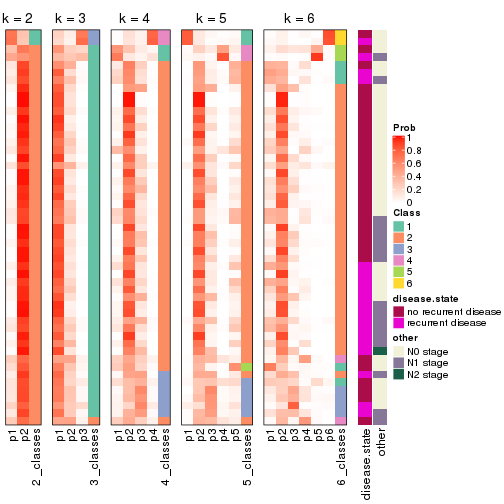 k = 2
k = 3
k = 4
k = 5
k = 6
p1
p2
2_classes
p1
p2
p3
3_classes
p1
p2
p3
p4
4_classes
p1
p2
p3
p4
p5
5_classes
p1
p2
p3
p4
p5
p6
6_classes
disease.state
other
Prob
1
0.8
0.6
0.4
0.2
0
Class
1
2
3
4
5
6
disease.state
no recurrent disease
recurrent disease
other
N0 stage
N1 stage
N2 stage